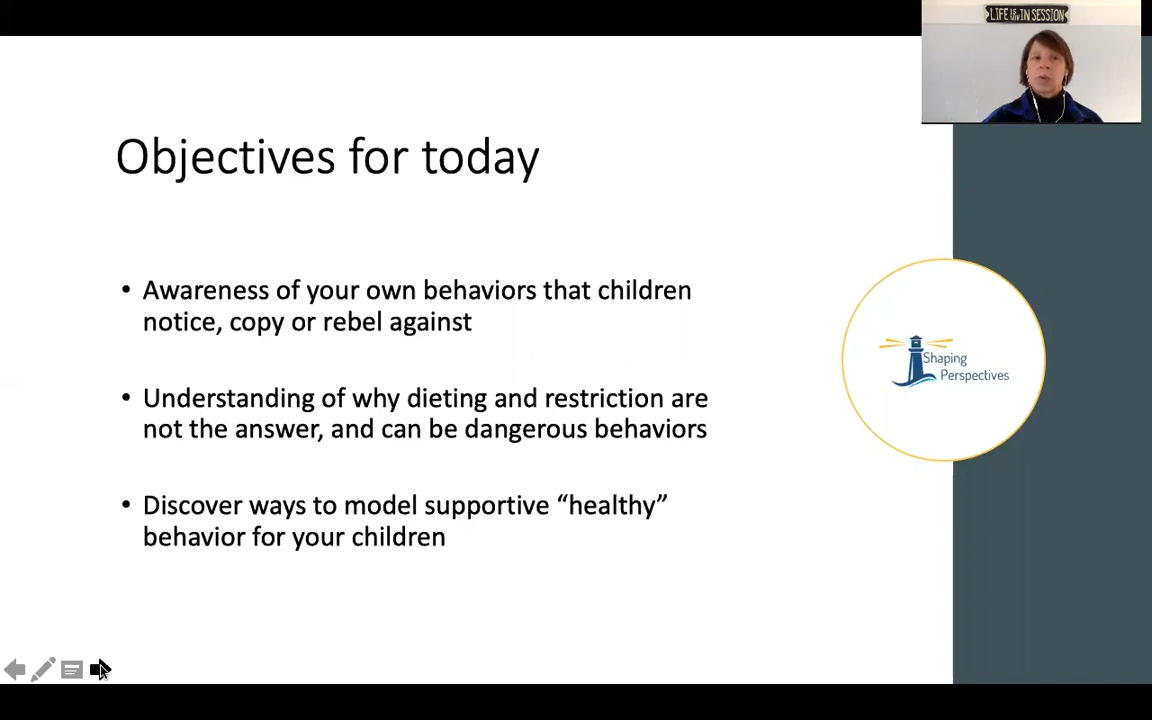 LIFE IS IN SESSION
Objectives for today
• Awareness of your own behaviors that children
notice, copy or rebel against
• Understanding of why dieting and restriction are
not the answer, and can be dangerous behaviors
• Discover ways to model supportive “healthy”
behavior for your children
Shaping
Perspectives